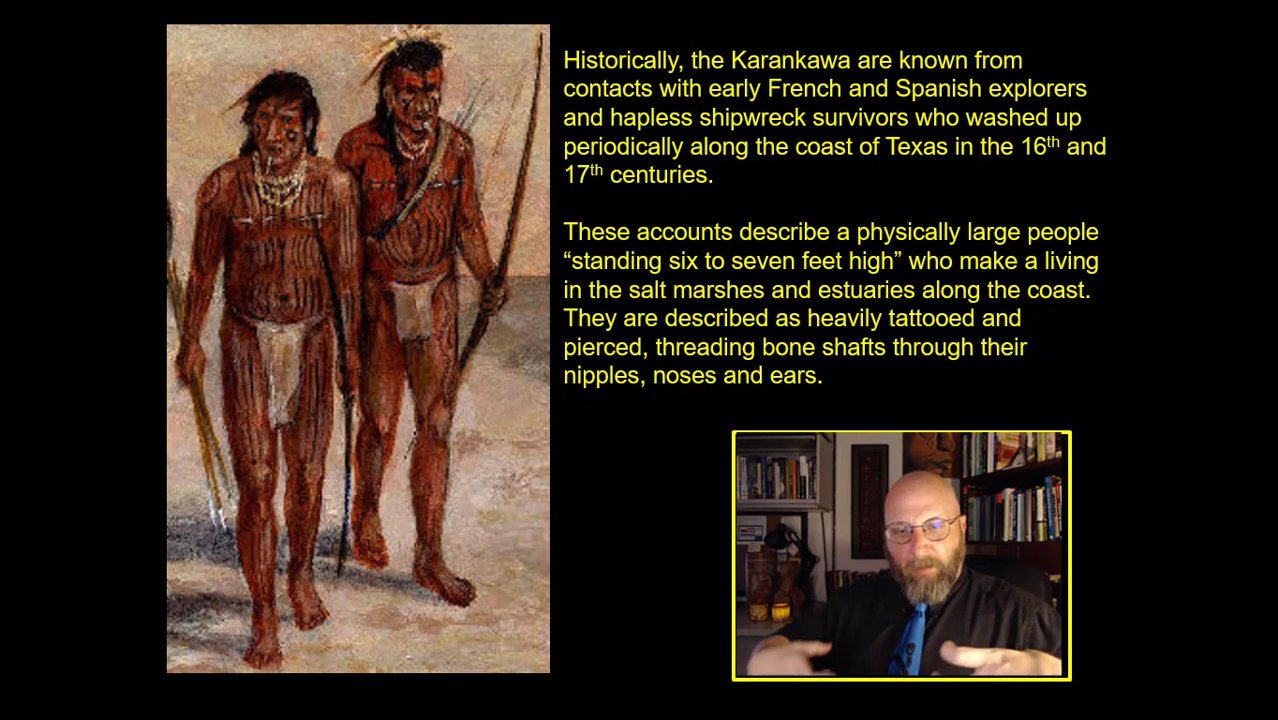 Historically, the Karankawa are known from
contacts with early French and Spanish explorers
and hapless shipwreck survivors who washed up
periodically along the coast of Texas in the 16th and
17th centuries.
These accounts describe a physically large people
“standing six to seven feet high” who make a living
in the salt marshes and estuaries along the coast.
They are described as heavily tattooed and
pierced, threading bone shafts through their
nipples, noses and ears.